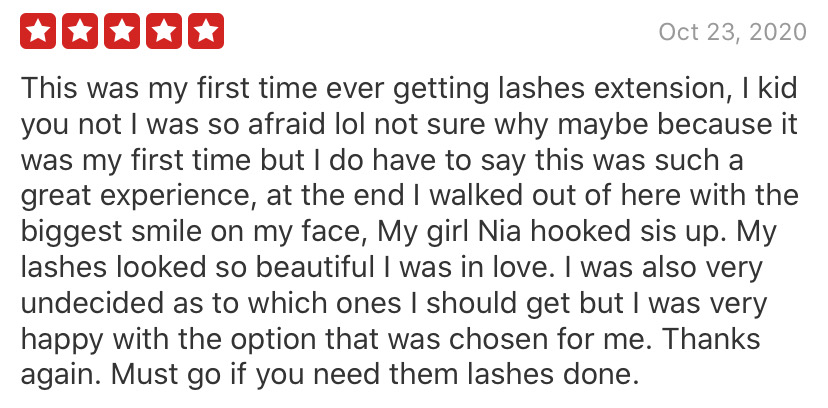 Oct 23, 2020
This was my first time ever getting lashes extension, I kid
you not I was so afraid lol not sure why maybe because it
was my first time but I do have to say this was such a
great experience, at the end I walked out of here with the
biggest smile on my face, My girl Nia hooked sis up. My
lashes looked so beautiful I was in love. I was also very
undecided as to which ones I should get but I was very
happy with the option that was chosen for me. Thanks
again. Must go if you need them lashes done.